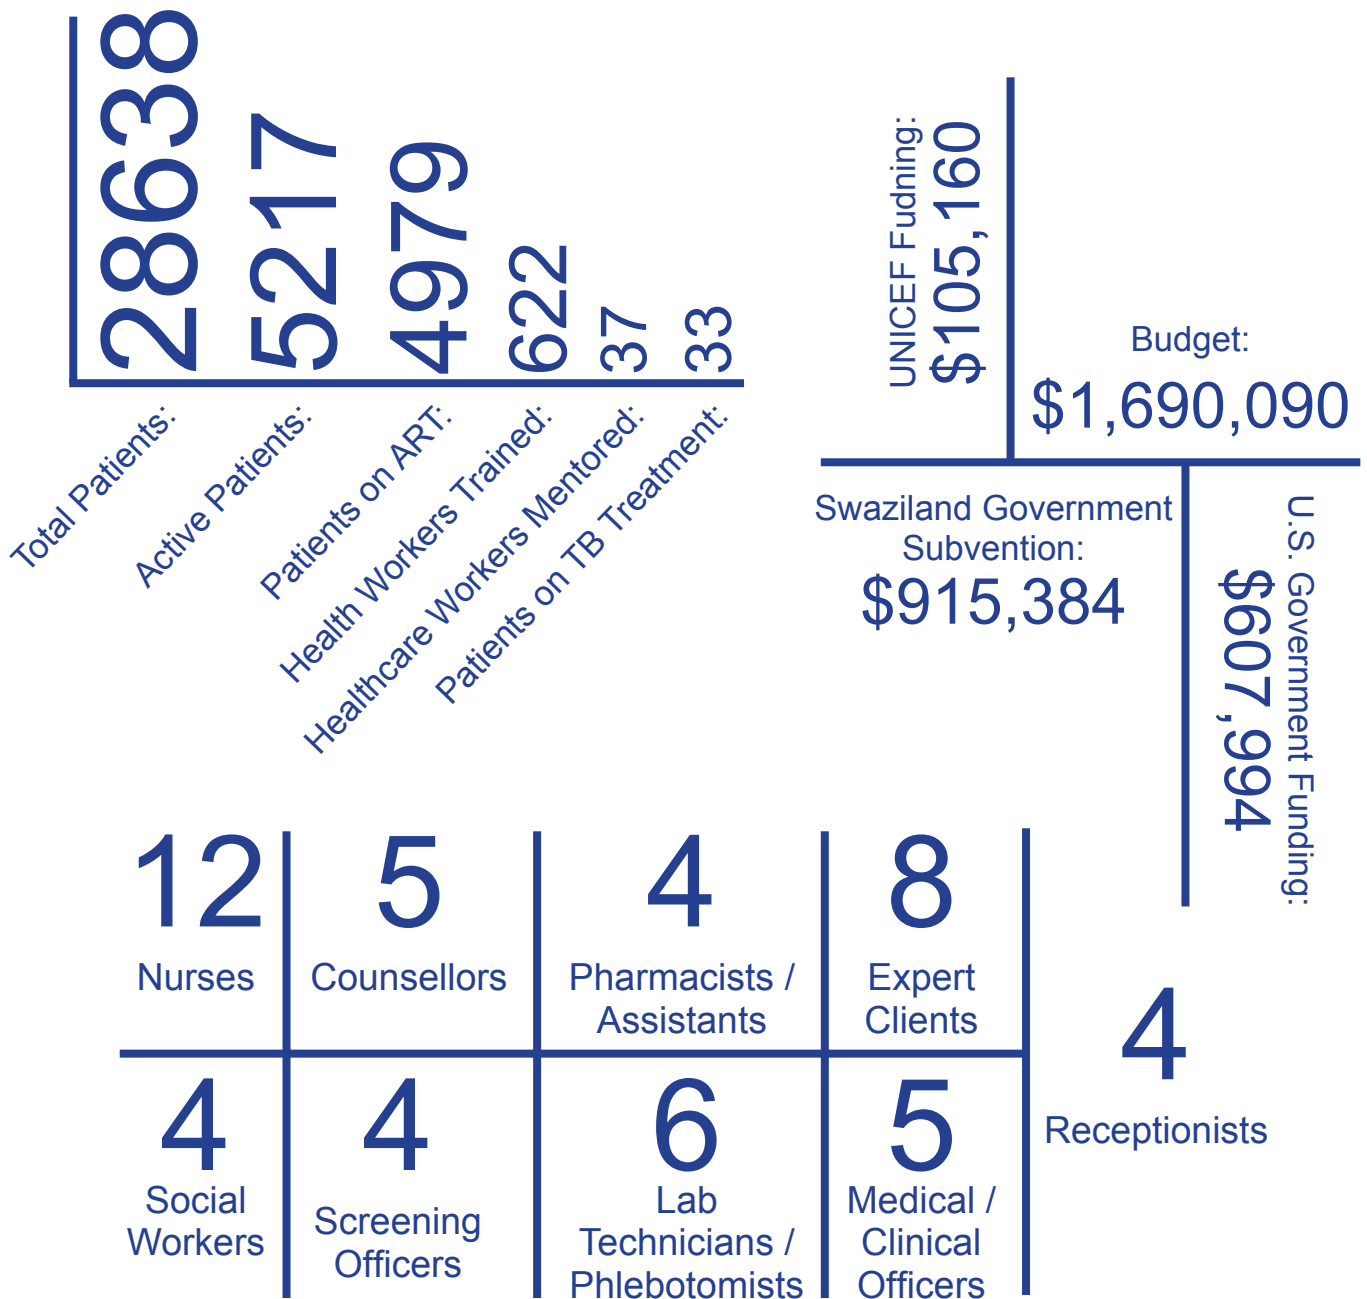 28638
5217
4979
622
37
33
Total Patients:
Active Patients:
Patients on ART:
Health Workers Trained:
Healthcare Workers Mentored:
Patients on TB Treatment:
UNICEF Fudning:
$105,160
Budget:
$1,690,090
Swaziland Government
Subvention:
$915,384
U.S. Government Funding:
$607,994
12
Nurses
5
Counsellors
4
Pharmacists /
Assistants
8
Expert
Clients
4
Receptionists
4
Social
Workers
4
Screening
Officers
6
Lab
Technicians /
Phlebotomists
5
Medical /
Clinical
Officers